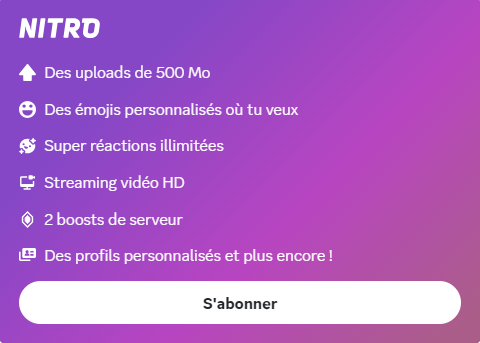 NITRO
Des uploads de 500 Mo
Des émojis personnalisés où tu veux
Super réactions illimitées
Streaming vidéo HD
2 boosts de serveur
Des profils personnalisés et plus encore !
S'abonner